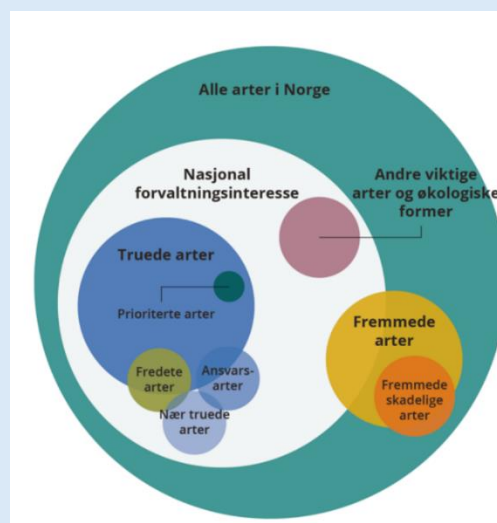 Alle arter i Norge
Nasjonal
forvaltningsinteresse
Andre viktige
arter og økologiske
former
Truede arter
Prioriterte arter
Fremmede
arter
Fredete
arter
Ansvars-
arter
Fremmede
skadelige
arter
Nær truede
arter